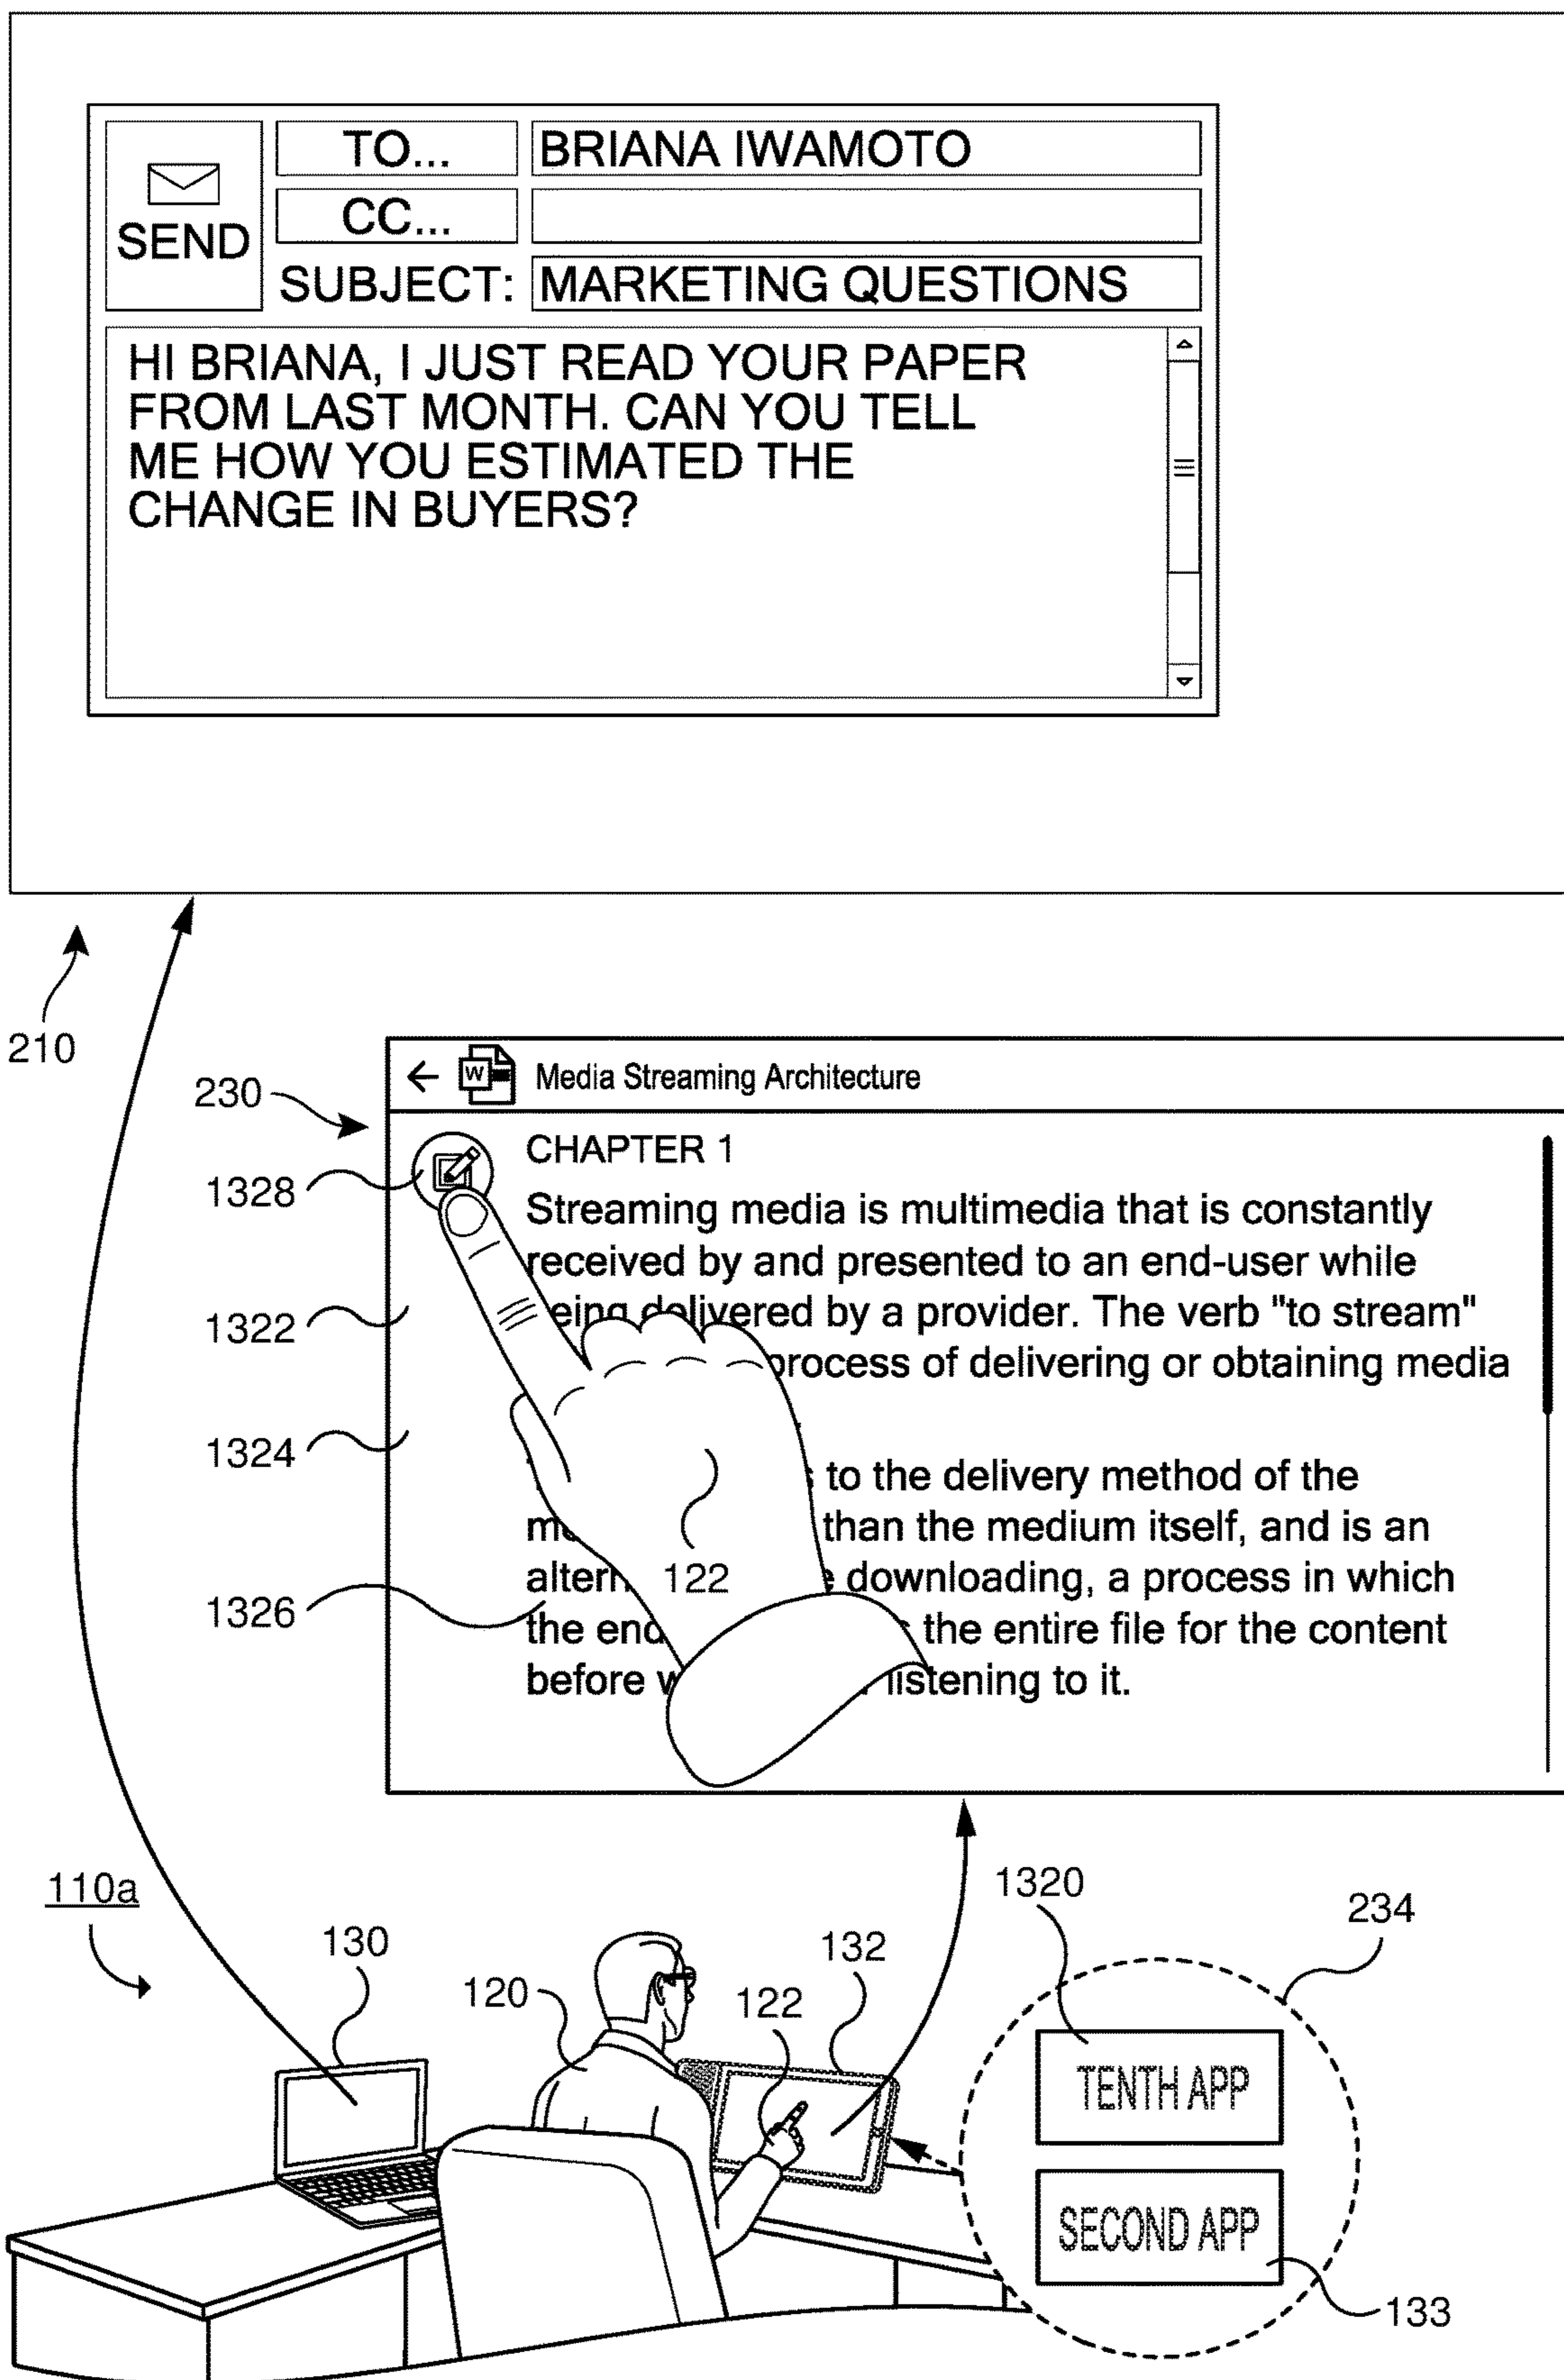 SEND
TO...
BRIANA IWAMOTO
CC...
SUBJECT:
MARKETING QUESTIONS
HI BRIANA, I JUST READ YOUR PAPER
FROM LAST MONTH. CAN YOU TELL
ME HOW YOU ESTIMATED THE
CHANGE IN BUYERS?
210
230
W
Media Streaming Architecture
1328
CHAPTER 1
Streaming media is multimedia that is constantly
received by and presented to an end-user while
delivered by a provider. The verb "to stream"
process of delivering or obtaining media
1322
1324
to the delivery method of the
than the medium itself, and is an
122
downloading, a process in which
1326
the end the entire file for the content
before listening to it.
110a
130
120
122
132
1320
234
TENTH APP
SECOND APP
133